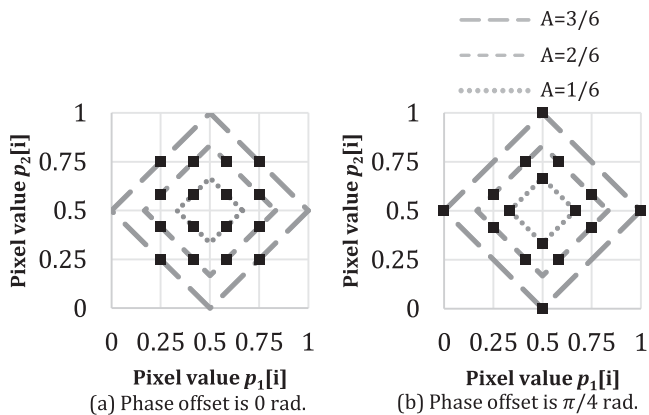 A=3/6
A=2/6
A=1/6
Pixel value p₂[i]
1
0.75
0.5
0.25
0
0 0.25 0.5 0.75 1
Pixel value p₁[i]
(a) Phase offset is 0 rad.
Pixel value p₂[i]
1
0.75
0.5
0.25
0
0 0.25 0.5 0.75 1
Pixel value p₁[i]
(b) Phase offset is π/4 rad.